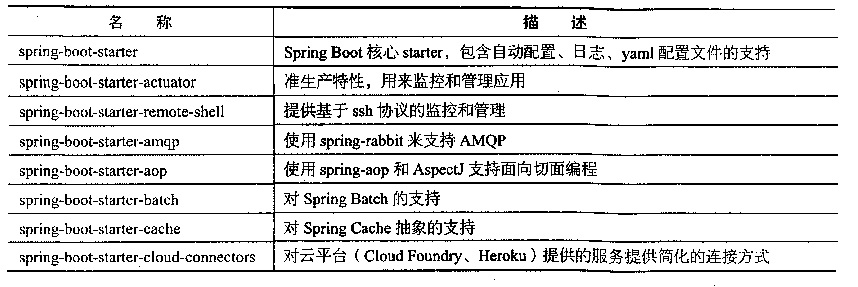 名 称 描 述
spring-boot-starter Spring Boot 核心 starter，包含自动配置、日志、yaml 配置文件的支持
spring-boot-starter-actuator 准生产特性，用来监控和管理应用
spring-boot-starter-remote-shell 提供基于 ssh 协议的监控和管理
spring-boot-starter-amqp 使用 spring-rabbit 来支持 AMQP
spring-boot-starter-aop 使用 spring-aop 和 AspectJ 支持面向切面编程
spring-boot-starter-batch 对 Spring Batch 的支持
spring-boot-starter-cache 对 Spring Cache 抽象的支持
spring-boot-starter-cloud-connectors 对云平台（Cloud Foundry、Heroku）提供的服务提供简化的连接方式